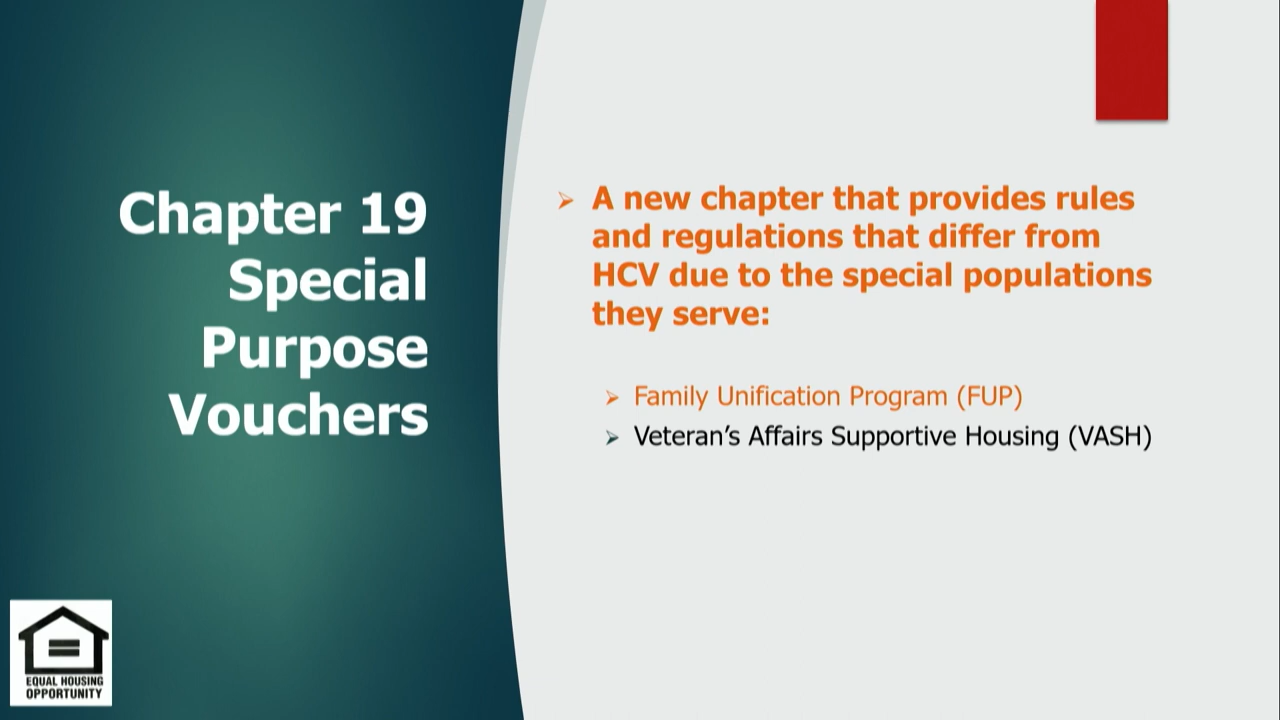 Chapter 19
Special
Purpose
Vouchers
➢ A new chapter that provides rules
and regulations that differ from
HCV due to the special populations
they serve:
➢ Family Unification Program (FUP)
➢ Veteran’s Affairs Supportive Housing (VASH)
EQUAL HOUSING
OPPORTUNITY